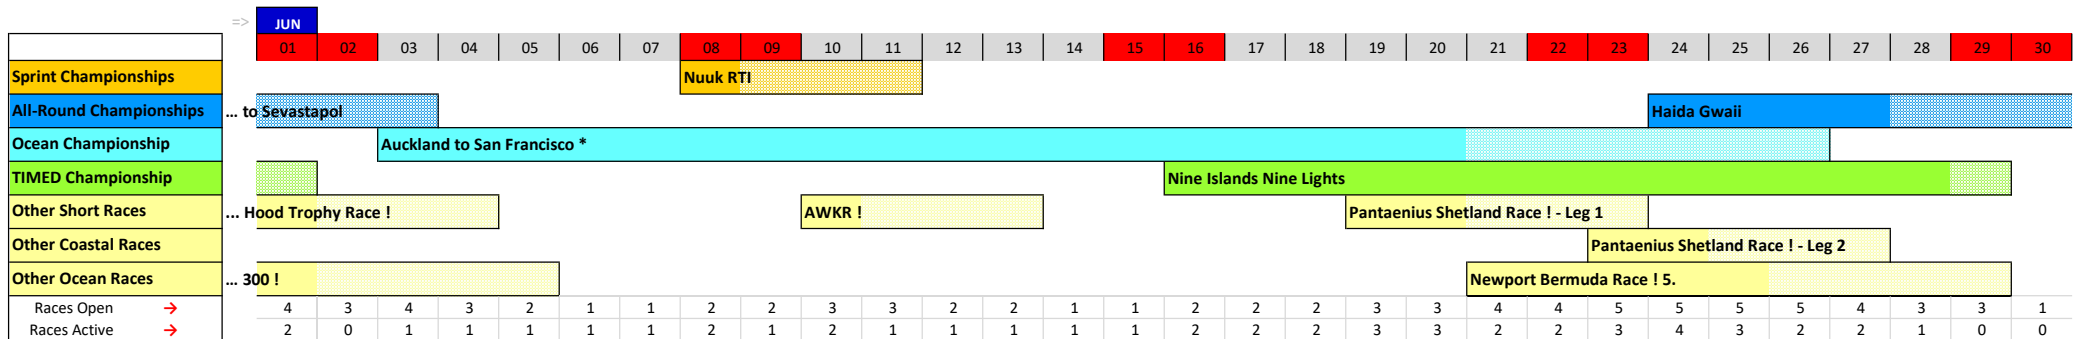 => JUN
01 02 03 04 05 06 07 08 09 10 11 12 13 14 15 16 17 18 19 20 21 22 23 24 25 26 27 28 29 30
Sprint Championships Nuuk RTI
All-Round Championships ... to Sevastapol Haida Gwaii
Ocean Championship Auckland to San Francisco *
TIMED Championship Nine Islands Nine Lights
Other Short Races ... Hood Trophy Race ! AWKR ! Pantaenius Shetland Race ! - Leg 1
Other Coastal Races Pantaenius Shetland Race ! - Leg 2
Other Ocean Races ... 300 ! Newport Bermuda Race ! 5.
Races Open → 4 3 4 3 2 1 1 2 2 3 3 2 2 1 1 2 2 2 3 3 4 4 5 5 5 5 4 3 3 1
Races Active → 2 0 1 1 1 1 1 2 1 2 1 1 1 1 1 2 2 2 3 3 2 2 3 4 3 2 2 1 0 0